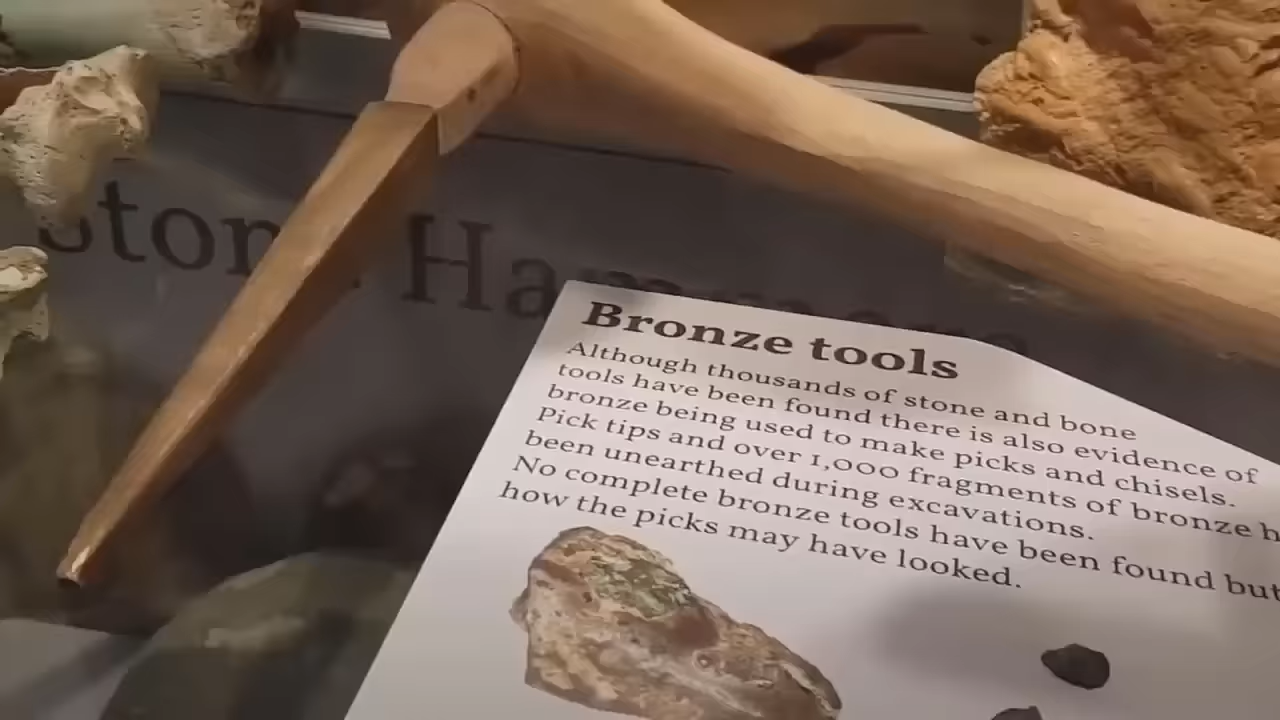 Stone Hammers
Bronze tools
Although thousands of stone and bone
tools have been found there is also evidence of
bronze being used to make picks and chisels.
Pick tips and over 1,000 fragments of bronze h
been unearthed during excavations.
No complete bronze tools have been found but
how the picks may have looked.